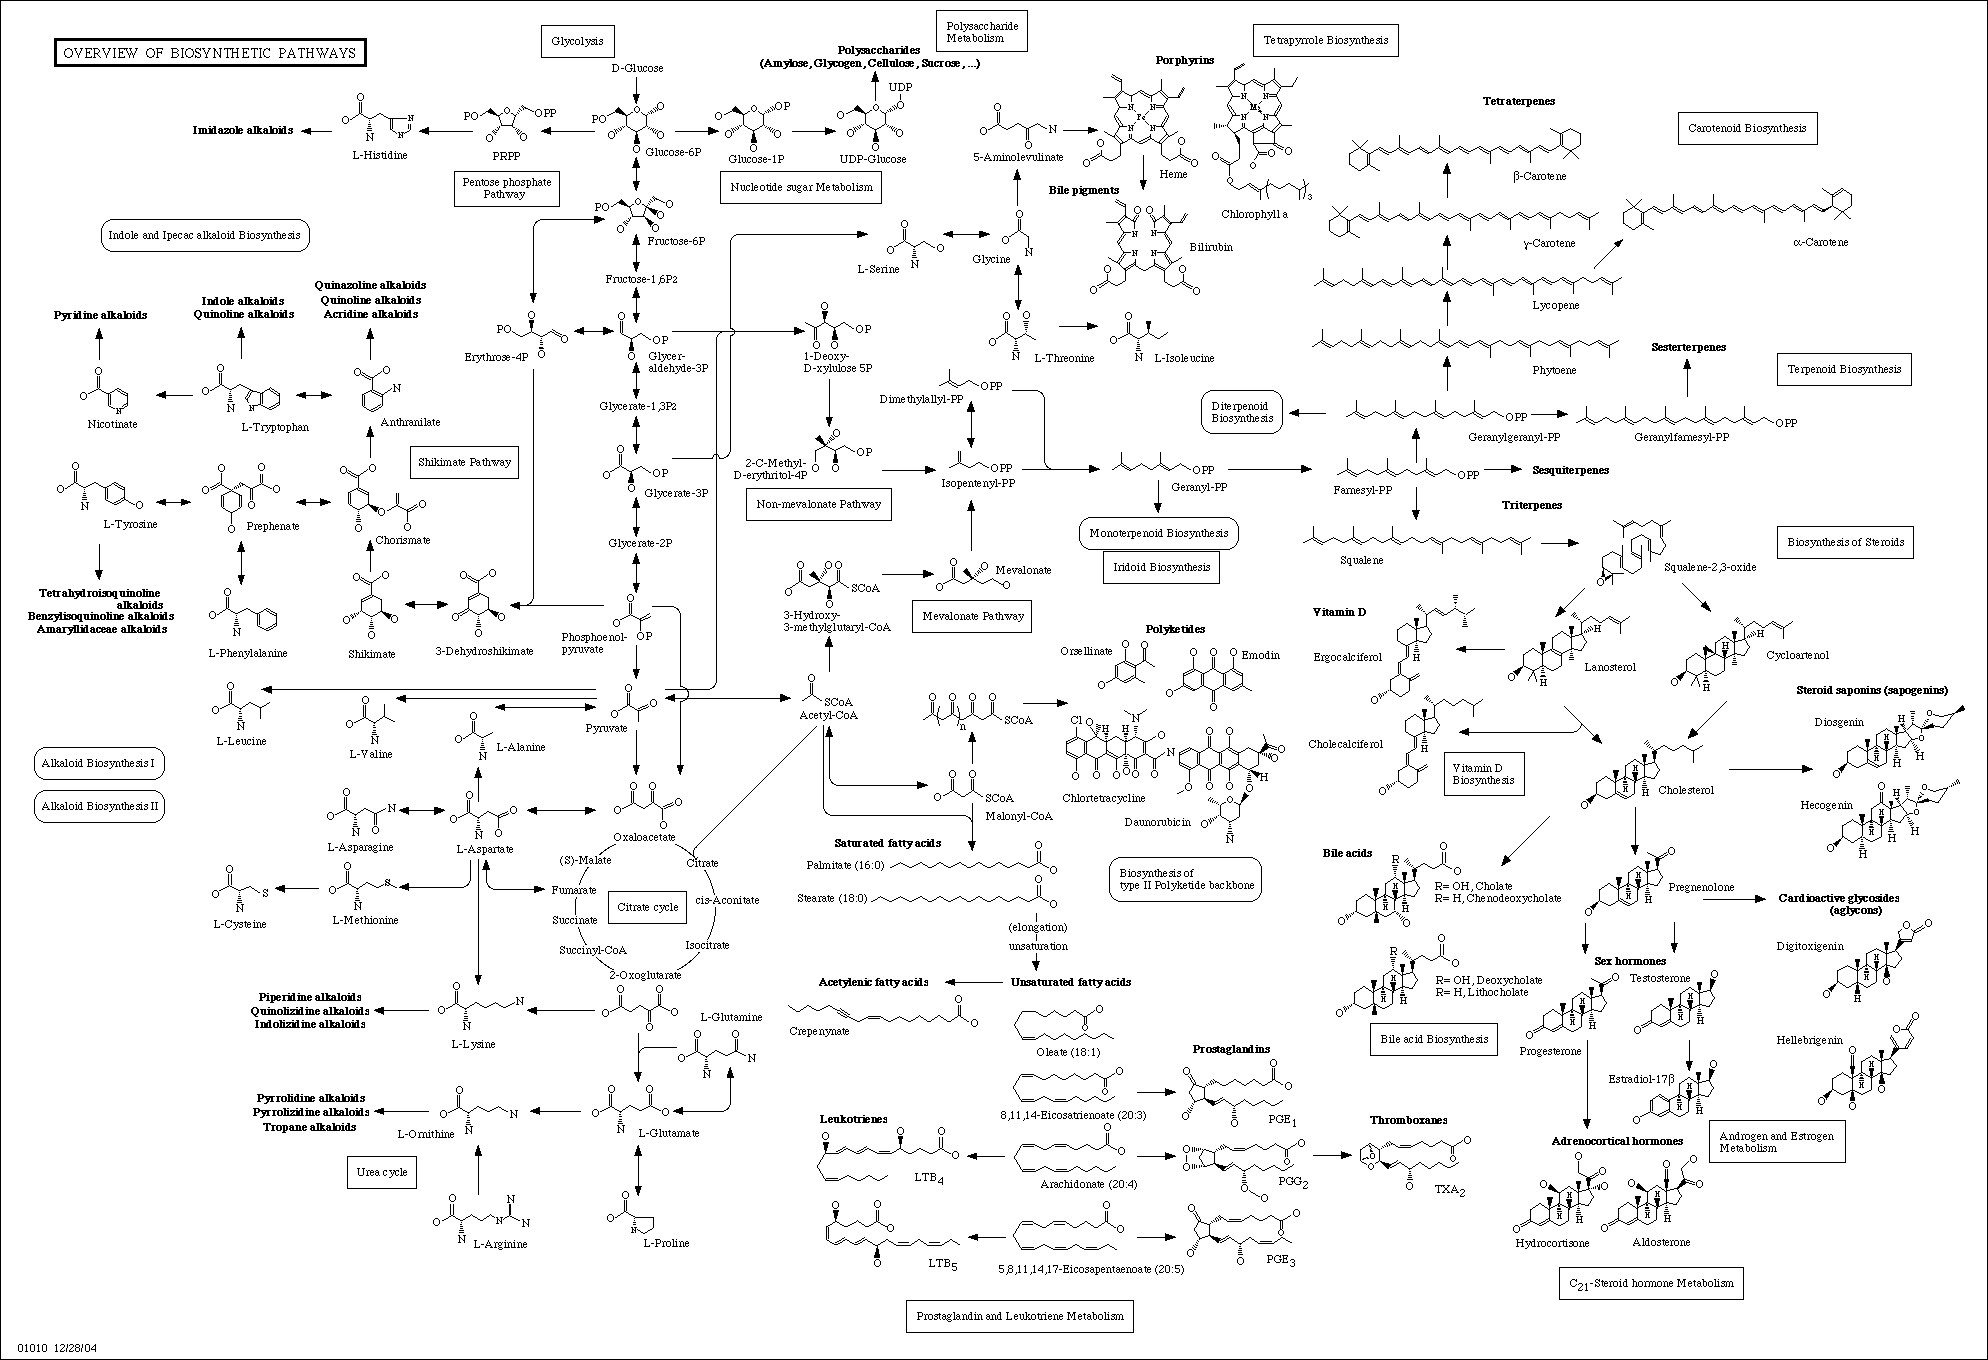 OVERVIEW OF BIOSYNTHETIC PATHWAYS
Glycolysis
Polysaccharide
Metabolism
Tetrapyrrole Biosynthesis
Carotenoid Biosynthesis
D-Glucose
Polysaccharides
(Amylose, Glycogen, Cellulose, Sucrose, ...)
UDP
Porphyrins
Tetraterpenes
Imidazole alkaloids
L-Histidine
PRPP
Glucose-6P
Glucose-1P
UDP-Glucose
5-Aminolevulinate
Heme
Chlorophyll a
β-Carotene
Pentose phosphate
Pathway
Nucleotide sugar Metabolism
Bile pigments
Bilirubin
Indole and Ipecac alkaloid Biosynthesis
Fructose-6P
L-Serine
Glycine
γ-Carotene
α-Carotene
Fructose-1,6P2
Lycopene
Pyridine alkaloids
Indole alkaloids
Quinoline alkaloids
Quinazoline alkaloids
Quinoline alkaloids
Acridine alkaloids
Erythrose-4P
Glycer-
aldehyde-3P
1-Deoxy-
D-xylulose 5P
L-Threonine
L-Isoleucine
Phytoene
Sesterterpenes
Terpenoid Biosynthesis
Nicotinate
L-Tryptophan
Anthranilate
Glycerate-1,3P2
Dimethylallyl-PP
Diterpenoid
Biosynthesis
Geranylgeranyl-PP
Geranylfarnesyl-PP
Shikimate Pathway
Glycerate-3P
2-C-Methyl-
D-erythritol-4P
Isopentenyl-PP
Geranyl-PP
Farnesyl-PP
Sesquiterpenes
Non-mevalonate Pathway
Triterpenes
L-Tyrosine
Prephenate
Chorismate
Glycerate-2P
Monoterpenoid Biosynthesis
Iridoid Biosynthesis
Squalene
Squalene-2,3-oxide
Biosynthesis of Steroids
Tetrahydroisoquinoline
alkaloids
Benzylisoquinoline alkaloids
Amaryllidaceae alkaloids
L-Phenylalanine
Shikimate
3-Dehydroshikimate
Phosphoenol-
pyruvate
3-Hydroxy-
3-methylglutaryl-CoA
Mevalonate
Mevalonate Pathway
Polyketides
Orsellinate
Emodin
Vitamin D
Ergocalciferol
Lanosterol
Cycloartenol
L-Leucine
L-Valine
L-Alanine
Pyruvate
Acetyl-CoA
Steroid saponins (sapogenins)
Diosgenin
Cholecalciferol
Vitamin D
Biosynthesis
Cholesterol
Hecogenin
Alkaloid Biosynthesis I
Alkaloid Biosynthesis II
L-Asparagine
L-Aspartate
Oxaloacetate
Malonyl-CoA
Chlortetracycline
Daunorubicin
(S)-Malate
Citrate
Fumarate
Citrate cycle
cis-Aconitate
Succinate
Succinyl-CoA
Isocitrate
2-Oxoglutarate
Saturated fatty acids
Palmitate (16:0)
Stearate (18:0)
Biosynthesis of
type II Polyketide backbone
Bile acids
R= OH, Cholate
R= H, Chenodeoxycholate
Pregnenolone
Cardioactive glycosides
(aglycons)
L-Cysteine
L-Methionine
(elongation)
unsaturation
Digitoxigenin
Acetylenic fatty acids
Unsaturated fatty acids
R= OH, Deoxycholate
R= H, Lithocholate
Sex hormones
Testosterone
Piperidine alkaloids
Quinolizidine alkaloids
Indolizidine alkaloids
L-Lysine
L-Glutamine
Crepenynate
Oleate (18:1)
Bile acid Biosynthesis
Progesterone
Hellebrigenin
Prostaglandins
Estradiol-17β
Pyrrolidine alkaloids
Pyrrolizidine alkaloids
Tropane alkaloids
L-Ornithine
L-Glutamate
8,11,14-Eicosatrienoate (20:3)
PGE1
Leukotrienes
Thromboxanes
Adrenocortical hormones
Androgen and Estrogen
Metabolism
Urea cycle
LTB4
Arachidonate (20:4)
PGG2
TXA2
L-Arginine
L-Proline
LTB5
5,8,11,14,17-Eicosapentaenoate (20:5)
PGE3
Hydrocortisone
Aldosterone
C21-Steroid hormone Metabolism
Prostaglandin and Leukotriene Metabolism
01010 12/28/04